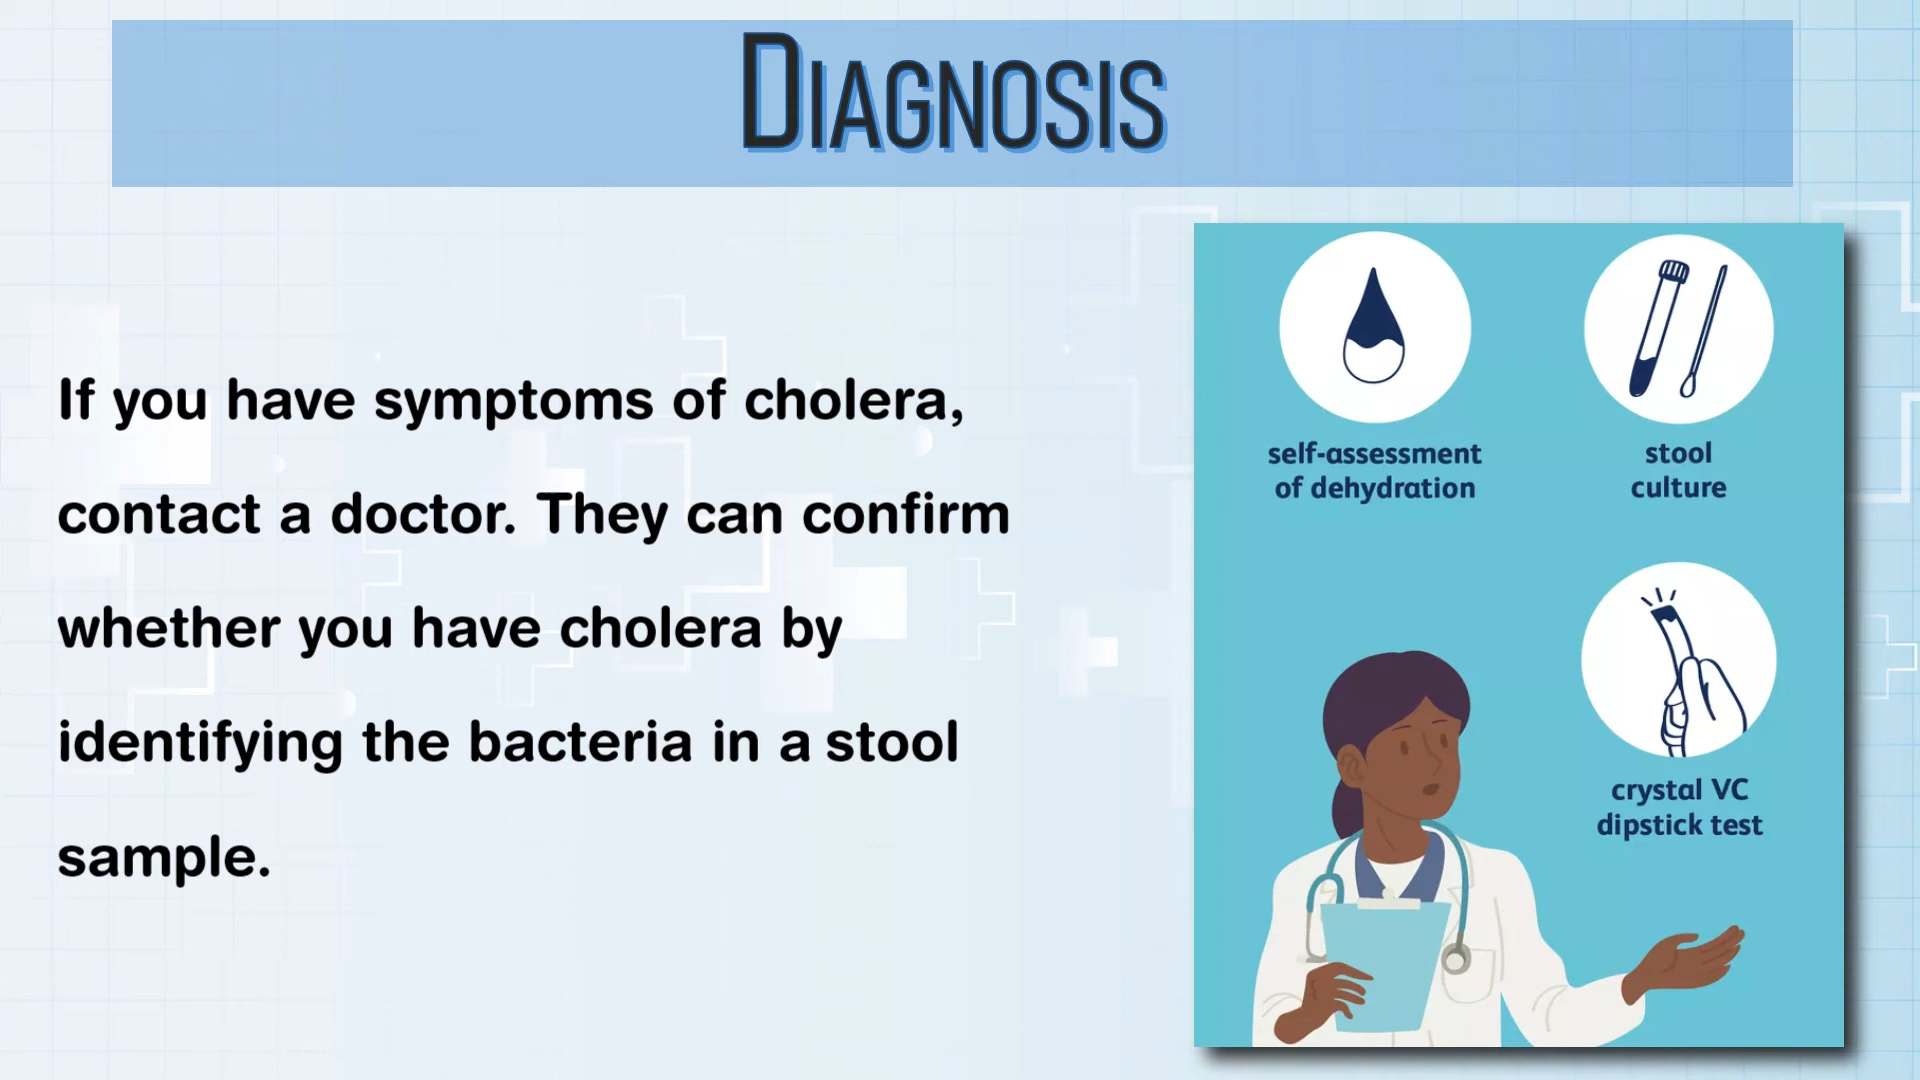 DIAGNOSIS
If you have symptoms of cholera,
contact a doctor. They can confirm
whether you have cholera by
identifying the bacteria in a stool
sample.
self-assessment
of dehydration
stool
culture
crystal VC
dipstick test